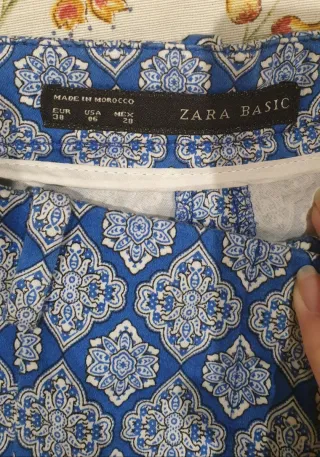 MADE IN MOROCCO
EUR USA MEX
38 06 28
ZARA BASIC